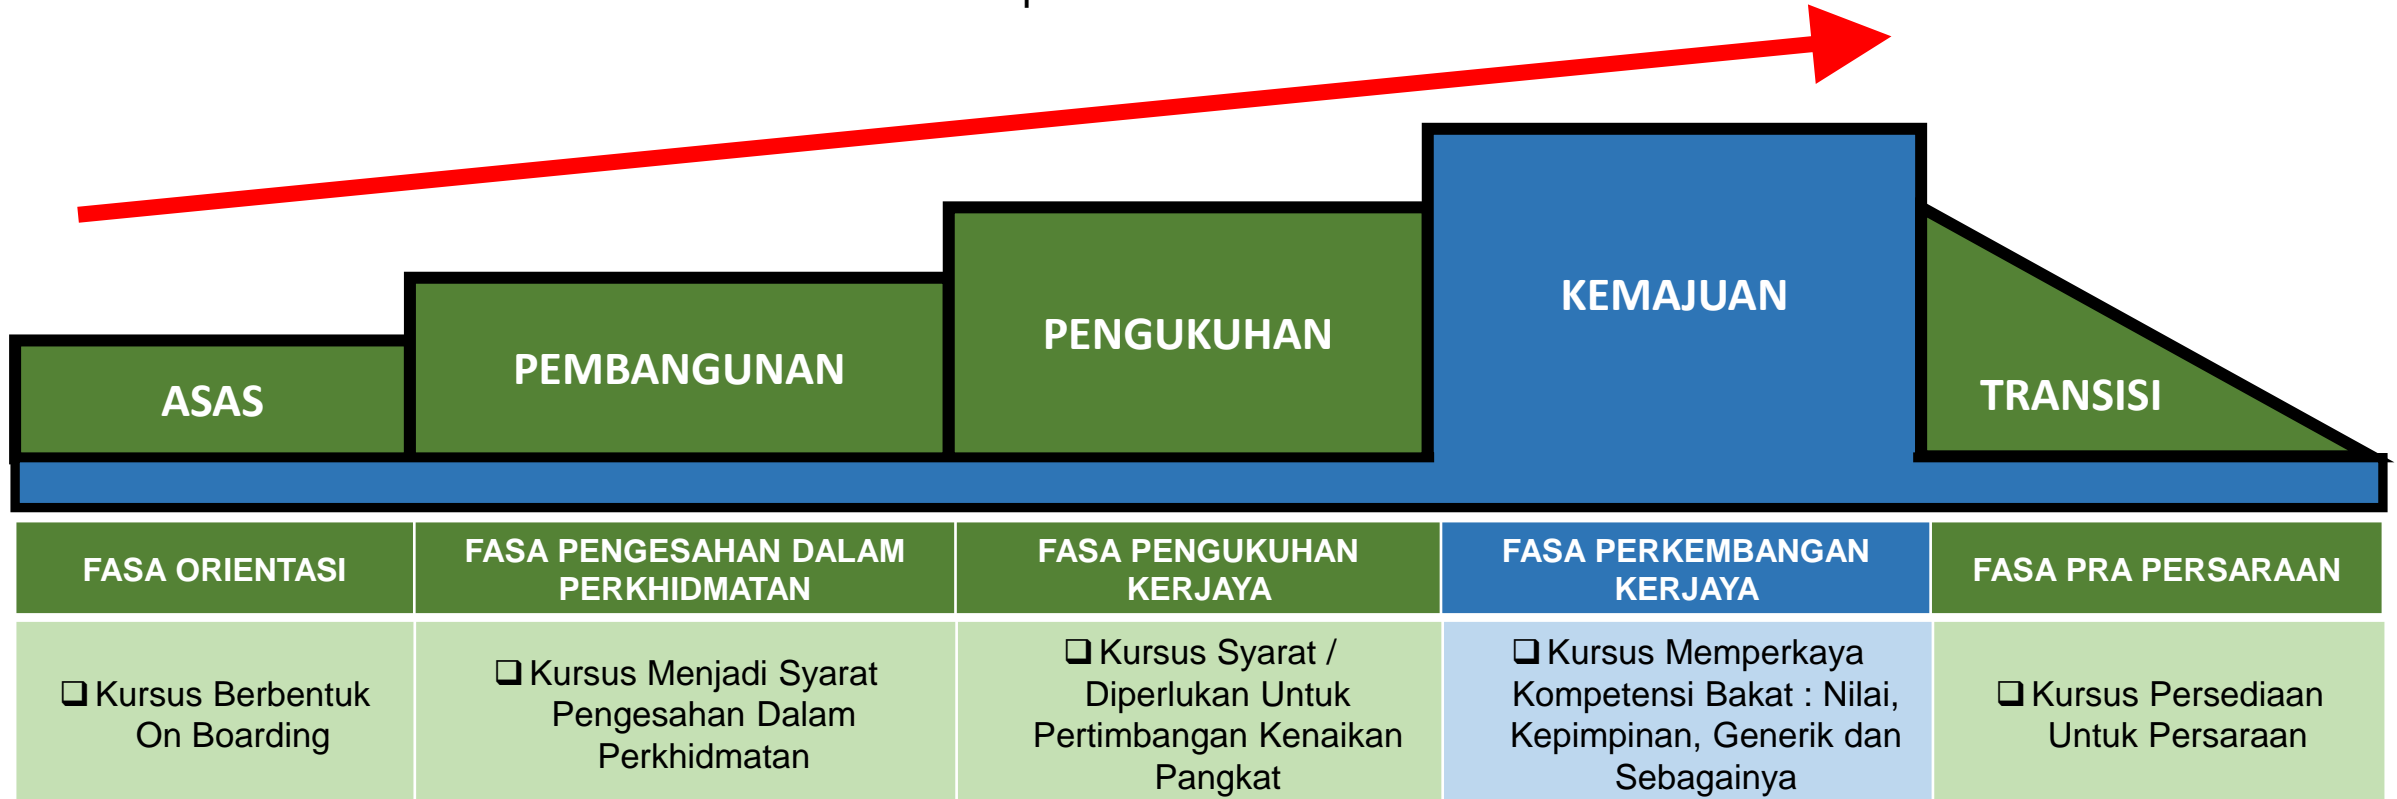 KEMAJUAN
PENGUKUHAN
PEMBANGUNAN
ASAS
TRANSISI
FASA ORIENTASI
FASA PENGESAHAN DALAM
PERKHIDMATAN
FASA PENGUKUHAN
KERJAYA
FASA PERKEMBANGAN
KERJAYA
FASA PRA PERSARAAN
❑ Kursus Berbentuk
On Boarding
❑ Kursus Menjadi Syarat
Pengesahan Dalam
Perkhidmatan
❑ Kursus Syarat /
Diperlukan Untuk
Pertimbangan Kenaikan
Pangkat
❑ Kursus Memperkaya
Kompetensi Bakat : Nilai,
Kepimpinan, Generik dan
Sebagainya
❑ Kursus Persediaan
Untuk Persaraan